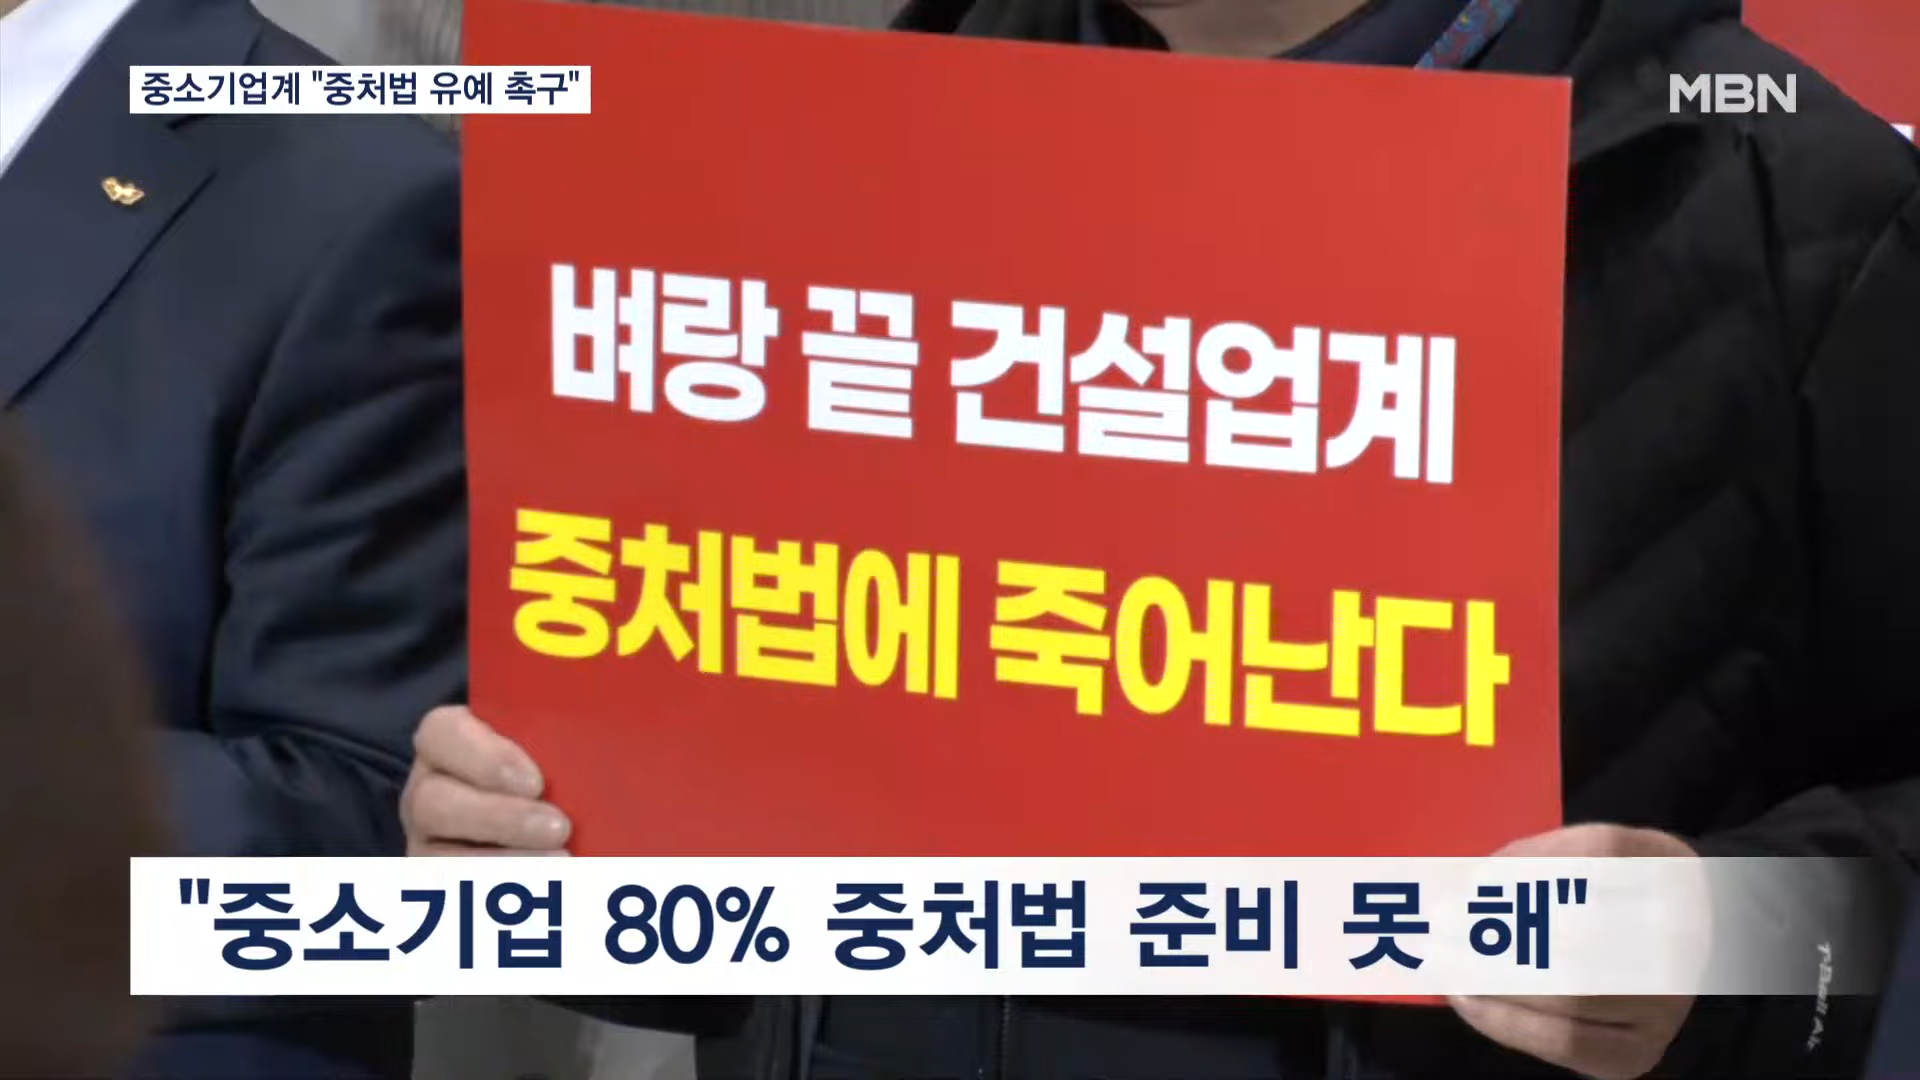 중소기업계 "중처법 유예 촉구"
MBN
벼랑 끝 건설업계
중처법에 죽어난다
"중소기업 80% 중처법 준비 못 해"